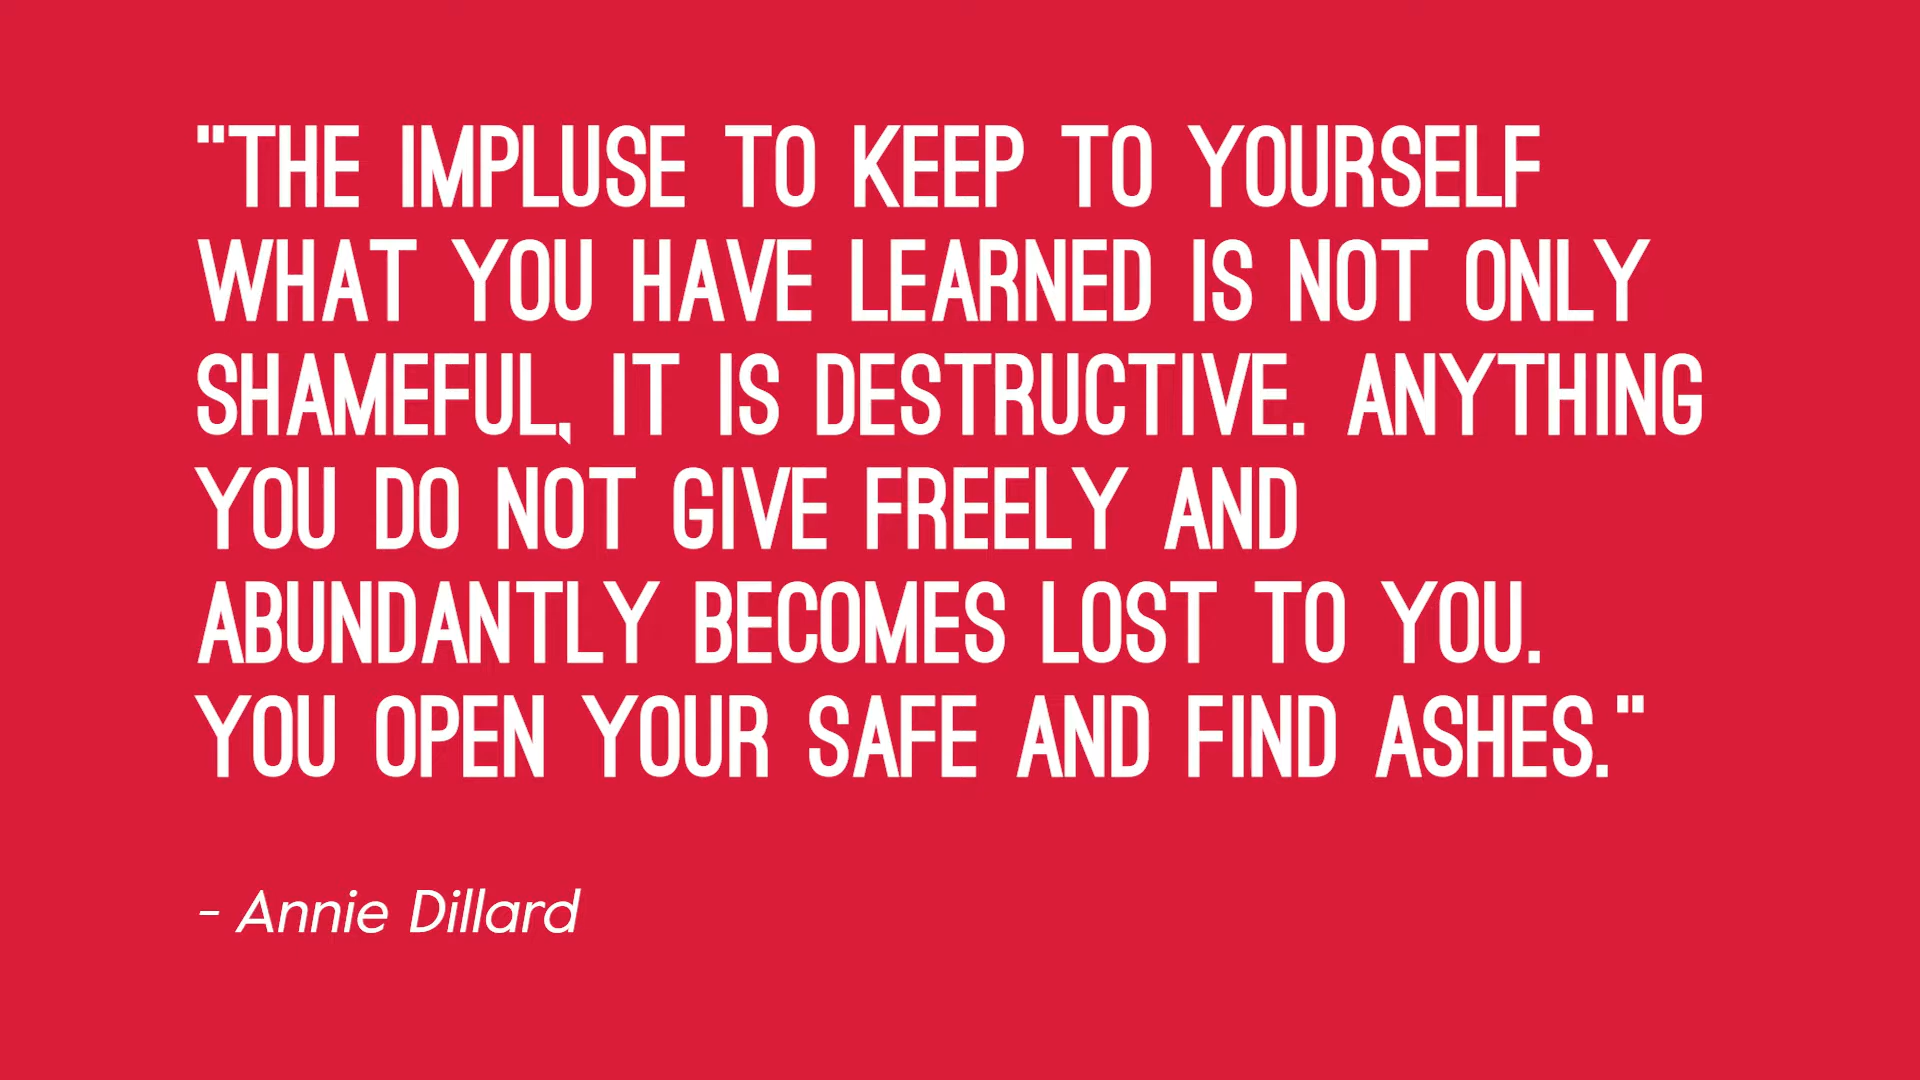 "THE IMPLUSE TO KEEP TO YOURSELF
WHAT YOU HAVE LEARNED IS NOT ONLY
SHAMEFUL, IT IS DESTRUCTIVE. ANYTHING
YOU DO NOT GIVE FREELY AND
ABUNDANTLY BECOMES LOST TO YOU.
YOU OPEN YOUR SAFE AND FIND ASHES."
- Annie Dillard